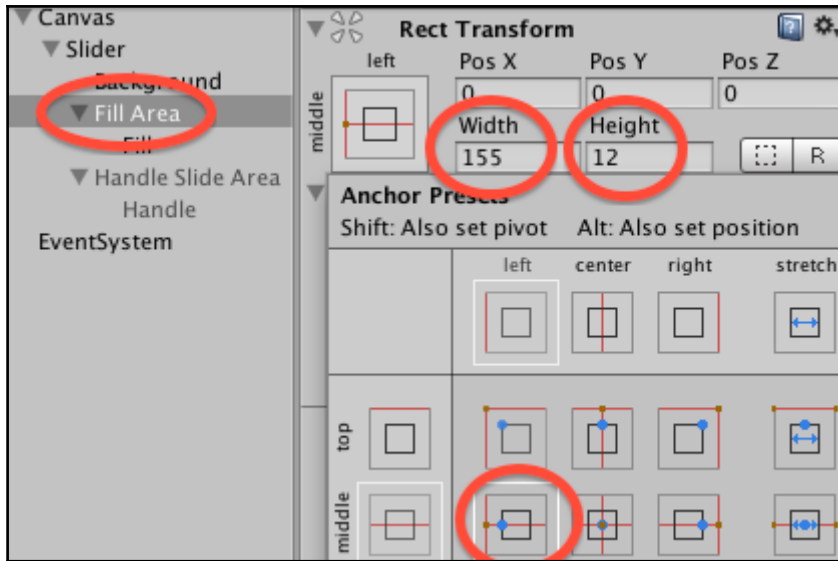 Canvas
Slider
Background
Fill Area
Fill
Handle Slide Area
Handle
EventSystem
Rect Transform
left
Pos X
Pos Y
Pos Z
middle
0
0
0
Width
Height
155
12
R
Anchor Presets
Shift: Also set pivot
Alt: Also set position
left
center
right
stretch
top
middle